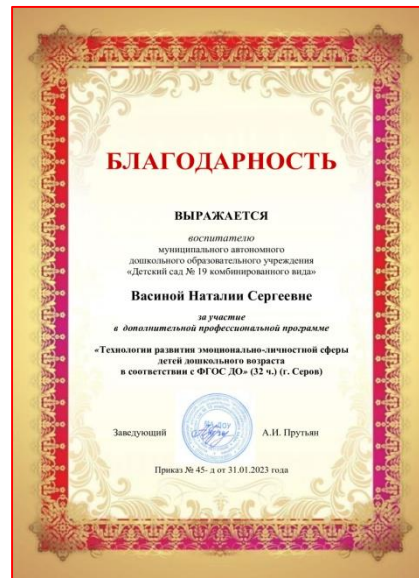 БЛАГОДАРНОСТЬ
ВЫРАЖАЕТСЯ
воспитателю
муниципального автономного
дошкольного образовательного учреждения
«Детский сад № 19 комбинированного вида»
Васиной Наталии Сергеевне
за участие
в дополнительной профессиональной программе
«Технологии развития эмоционально-личностной сферы
детей дошкольного возраста
в соответствии с ФГОС ДО» (32 ч.) (г. Серов)
Заведующий А.И. Прутьян
Приказ № 45- д от 31.01.2023 года